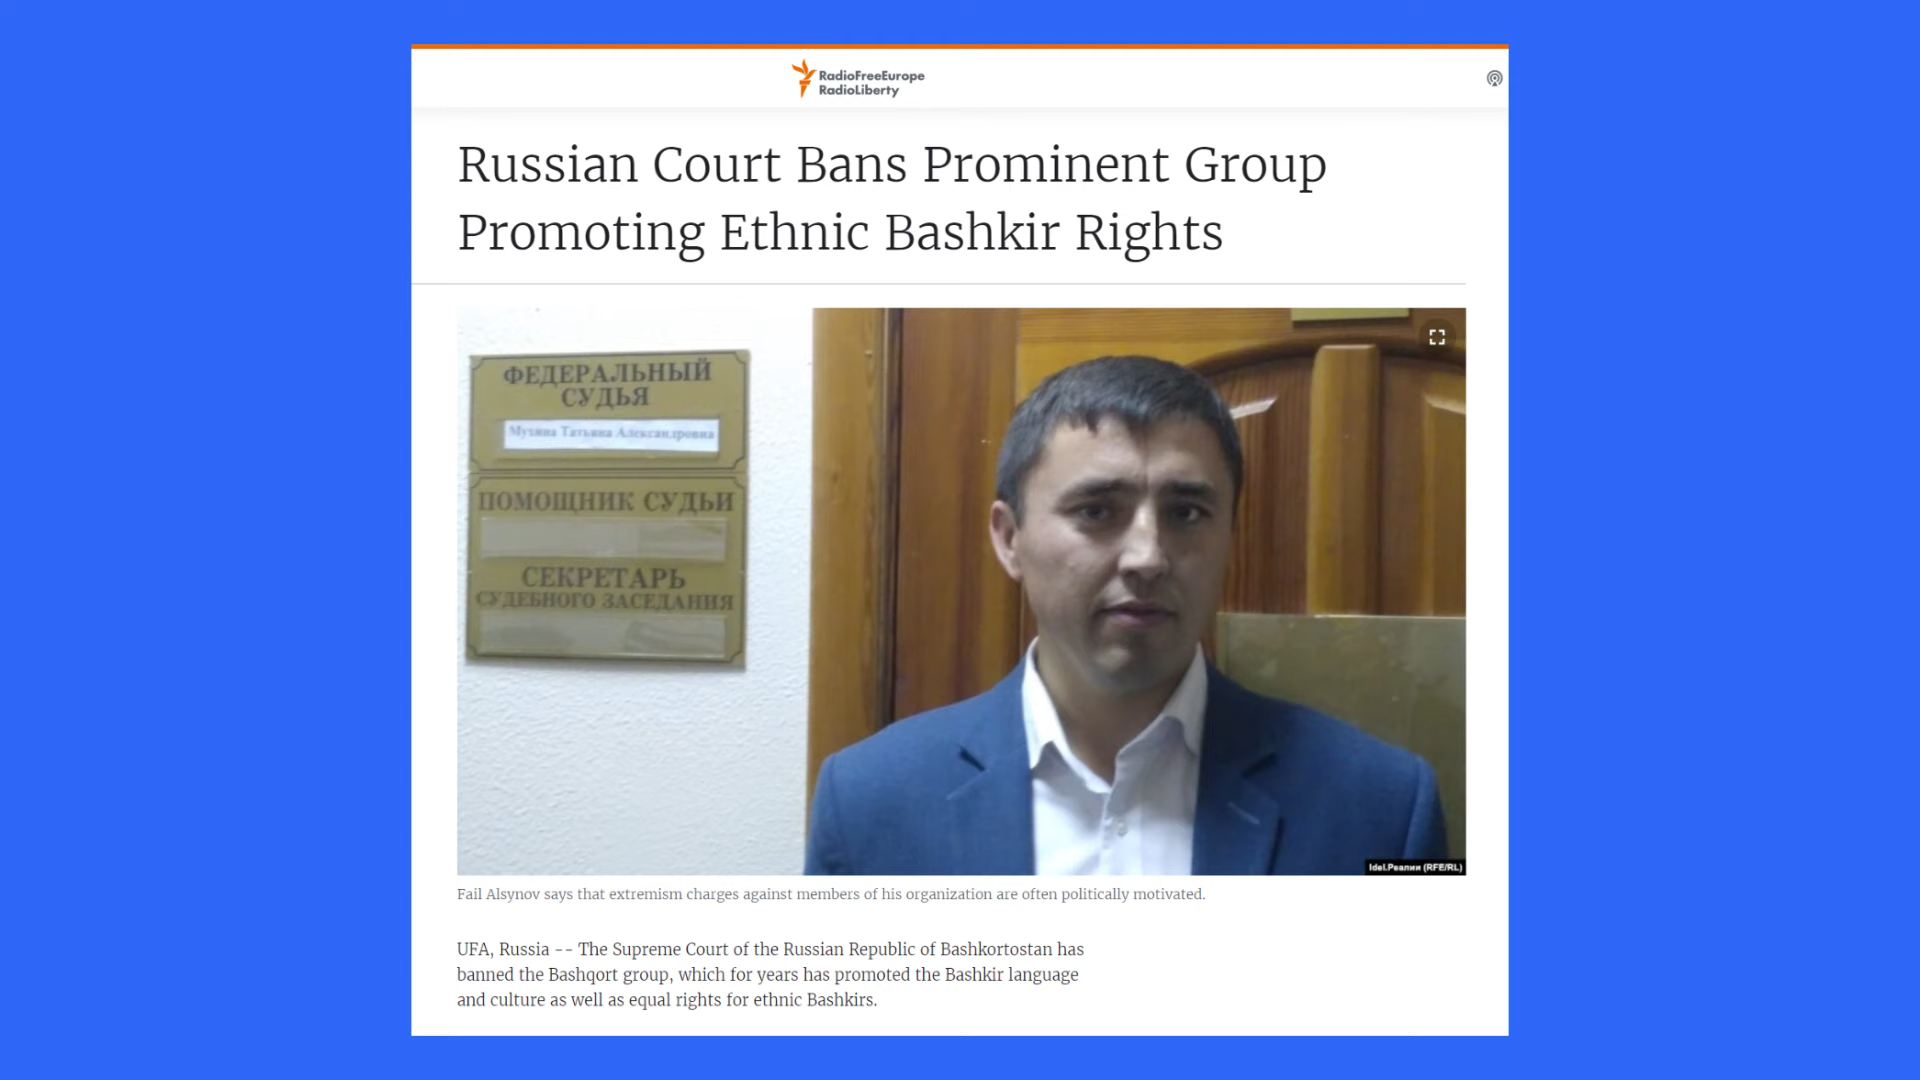 RadioFreeEurope
RadioLiberty
Russian Court Bans Prominent Group
Promoting Ethnic Bashkir Rights
ФЕДЕРАЛЬНЫЙ
СУДЬЯ
Мухина Татьяна Александровна
ПОМОЩНИК СУДЬИ
СЕКРЕТАРЬ
СУДЕБНОГО ЗАСЕДАНИЯ
Idel.Реалии (RFE/RL)
Fail Alsynov says that extremism charges against members of his organization are often politically motivated.
UFA, Russia -- The Supreme Court of the Russian Republic of Bashkortostan has
banned the Bashqort group, which for years has promoted the Bashkir language
and culture as well as equal rights for ethnic Bashkirs.